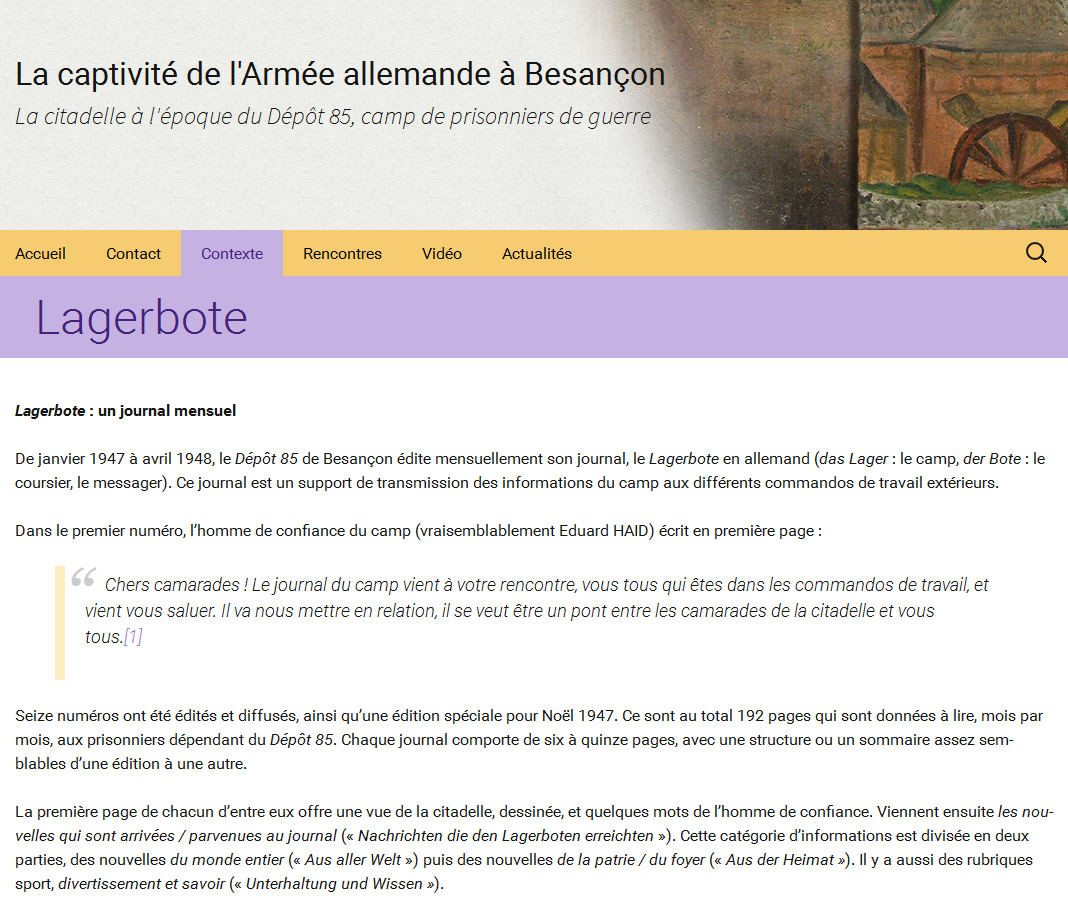 La captivité de l'Armée allemande à Besançon
La citadelle à l'époque du Dépôt 85, camp de prisonniers de guerre
Accueil Contact Contexte Rencontres Vidéo Actualités
Lagerbote
Lagerbote : un journal mensuel
De janvier 1947 à avril 1948, le Dépôt 85 de Besançon édite mensuellement son journal, le Lagerbote en allemand (das Lager : le camp, der Bote : le
coursier, le messager). Ce journal est un support de transmission des informations du camp aux différents commandos de travail extérieurs.
Dans le premier numéro, l’homme de confiance du camp (vraisemblablement Eduard HAID) écrit en première page :
“ Chers camarades ! Le journal du camp vient à votre rencontre, vous tous qui êtes dans les commandos de travail, et
vient vous saluer. Il va nous mettre en relation, il se veut être un pont entre les camarades de la citadelle et vous
tous.[1]
Seize numéros ont été édités et diffusés, ainsi qu’une édition spéciale pour Noël 1947. Ce sont au total 192 pages qui sont données à lire, mois par
mois, aux prisonniers dépendant du Dépôt 85. Chaque journal comporte de six à quinze pages, avec une structure ou un sommaire assez sem-
blables d’une édition à une autre.
La première page de chacun d’entre eux offre une vue de la citadelle, dessinée, et quelques mots de l’homme de confiance. Viennent ensuite les nou-
velles qui sont arrivées / parvenues au journal (« Nachrichten die den Lagerboten erreichten »). Cette catégorie d’informations est divisée en deux
parties, des nouvelles du monde entier (« Aus aller Welt ») puis des nouvelles de la patrie / du foyer (« Aus der Heimat »). Il y a aussi des rubriques
sport, divertissement et savoir (« Unterhaltung und Wissen »).